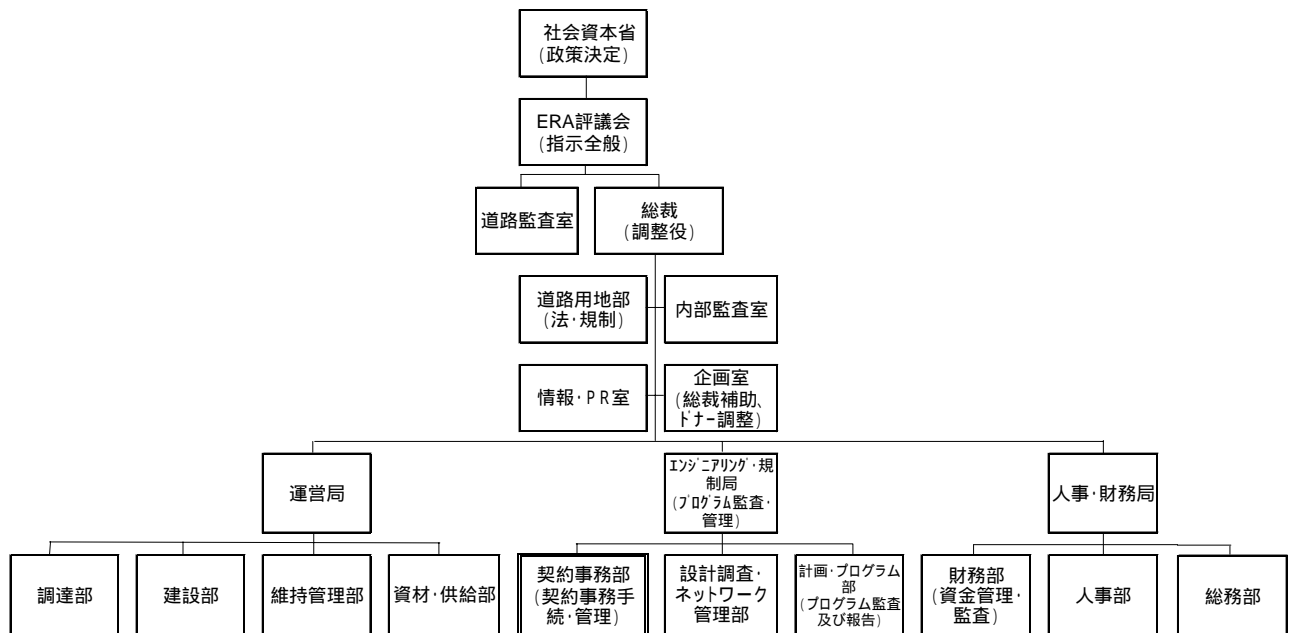 社会資本省
(政策決定)
ERA評議会
(指示全般)
道路監査室
総裁
(調整役)
道路用地部
(法・規制)
内部監査室
情報・PR室
企画室
(総裁補助、
ﾄﾞﾅｰ調整)
運営局
ｴﾝｼﾞﾆｱﾘﾝｸﾞ・規
制局
(ﾌﾟﾛｸﾞﾗﾑ監査・
管理)
人事・財務局
調達部
建設部
維持管理部
資材・供給部
契約事務部
(契約事務手
続・管理)
設計調査・
ネットワーク
管理部
計画・プログラム
部
(プログラム監査
及び報告)
財務部
(資金管理・
監査)
人事部
総務部